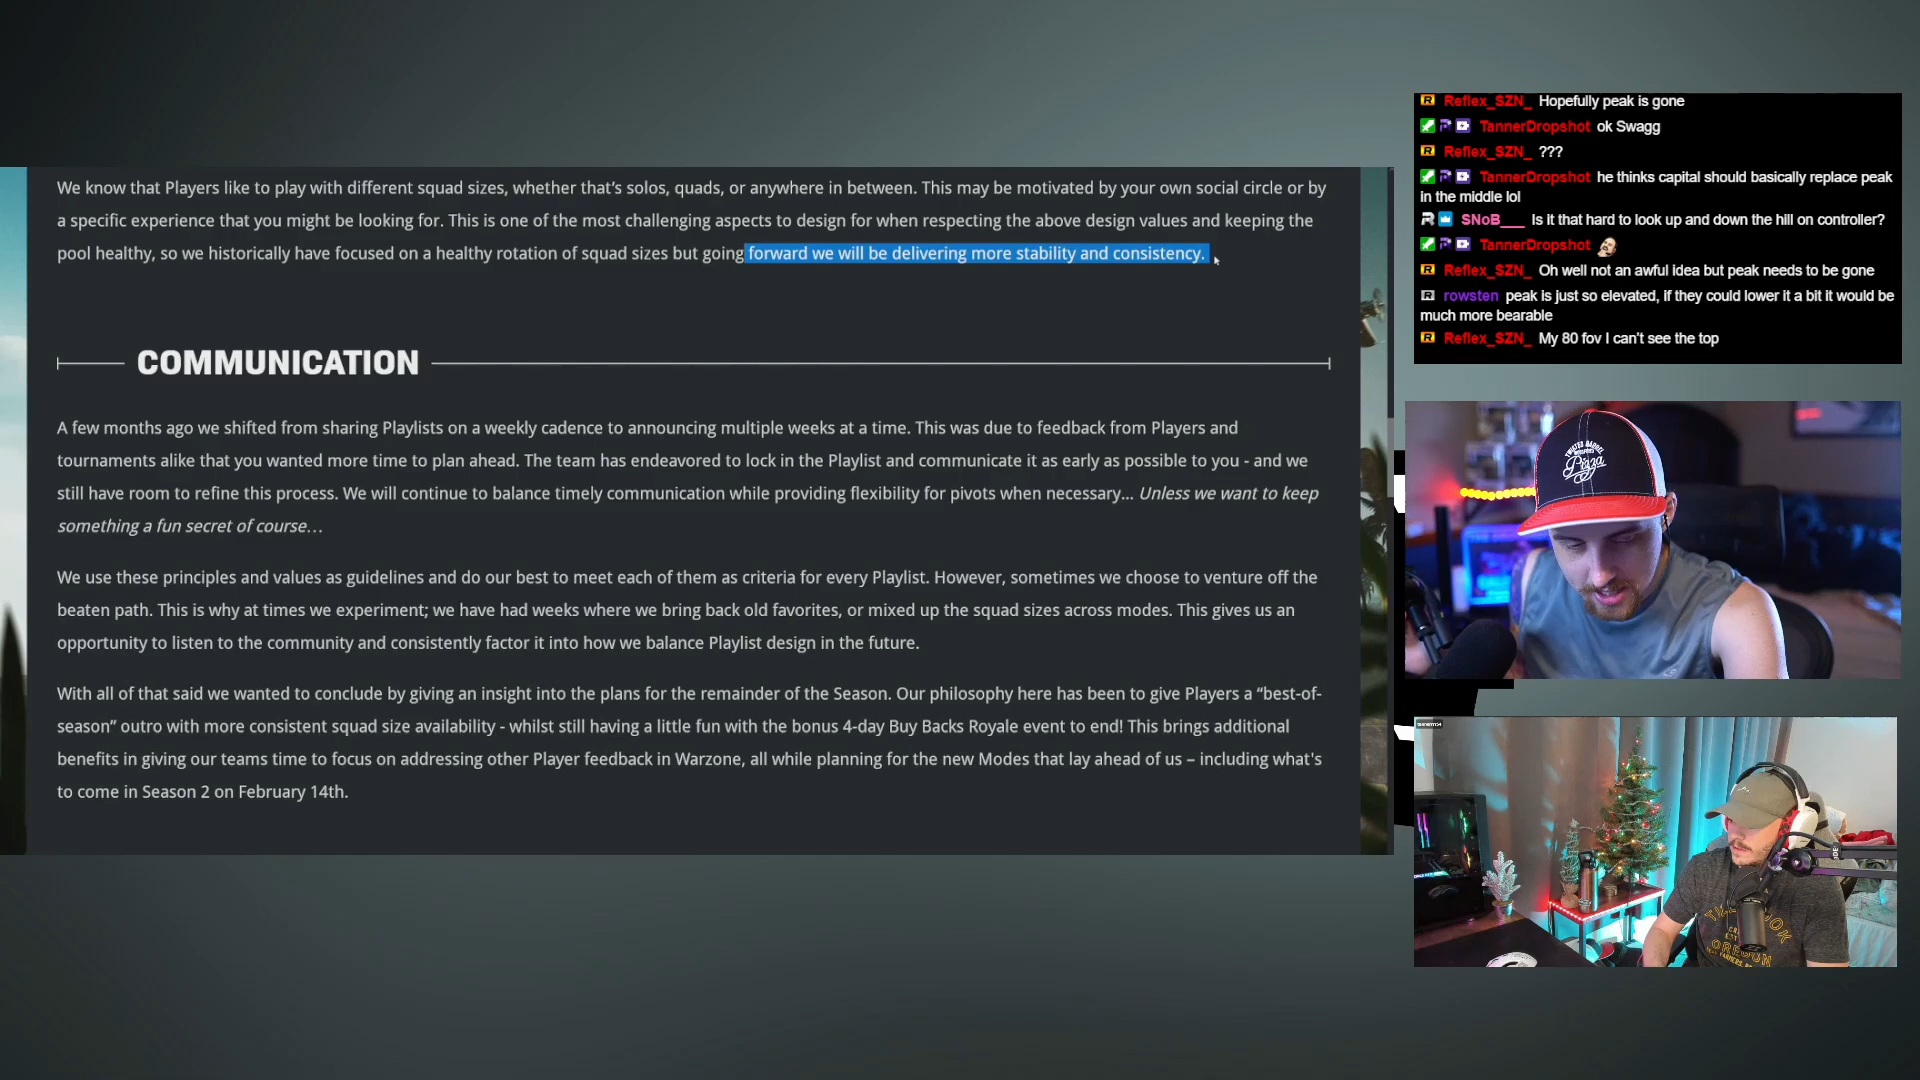 We know that Players like to play with different squad sizes, whether that's solos, quads, or anywhere in between. This may be motivated by your own social circle or by
a specific experience that you might be looking for. This is one of the most challenging aspects to design for when respecting the above design values and keeping the
pool healthy, so we historically have focused on a healthy rotation of squad sizes but going forward we will be delivering more stability and consistency.
COMMUNICATION
A few months ago we shifted from sharing Playlists on a weekly cadence to announcing multiple weeks at a time. This was due to feedback from Players and
tournaments alike that you wanted more time to plan ahead. The team has endeavored to lock in the Playlist and communicate it as early as possible to you - and we
still have room to refine this process. We will continue to balance timely communication while providing flexibility for pivots when necessary... Unless we want to keep
something a fun secret of course…
We use these principles and values as guidelines and do our best to meet each of them as criteria for every Playlist. However, sometimes we choose to venture off the
beaten path. This is why at times we experiment; we have had weeks where we bring back old favorites, or mixed up the squad sizes across modes. This gives us an
opportunity to listen to the community and consistently factor it into how we balance Playlist design in the future.
With all of that said we wanted to conclude by giving an insight into the plans for the remainder of the Season. Our philosophy here has been to give Players a “best-of-
season” outro with more consistent squad size availability - whilst still having a little fun with the bonus 4-day Buy Backs Royale event to end! This brings additional
benefits in giving our teams time to focus on addressing other Player feedback in Warzone, all while planning for the new Modes that lay ahead of us – including what's
to come in Season 2 on February 14th.
Reflex_SZN_ Hopefully peak is gone
TannerDropshot ok Swagg
Reflex_SZN_ ???
TannerDropshot he thinks capital should basically replace peak
in the middle lol
SNoB___ Is it that hard to look up and down the hill on controller?
TannerDropshot
Reflex_SZN_ Oh well not an awful idea but peak needs to be gone
rowsten peak is just so elevated, if they could lower it a bit it would be
much more bearable
Reflex_SZN_ My 80 fov I can't see the top
Pizza
OREGON